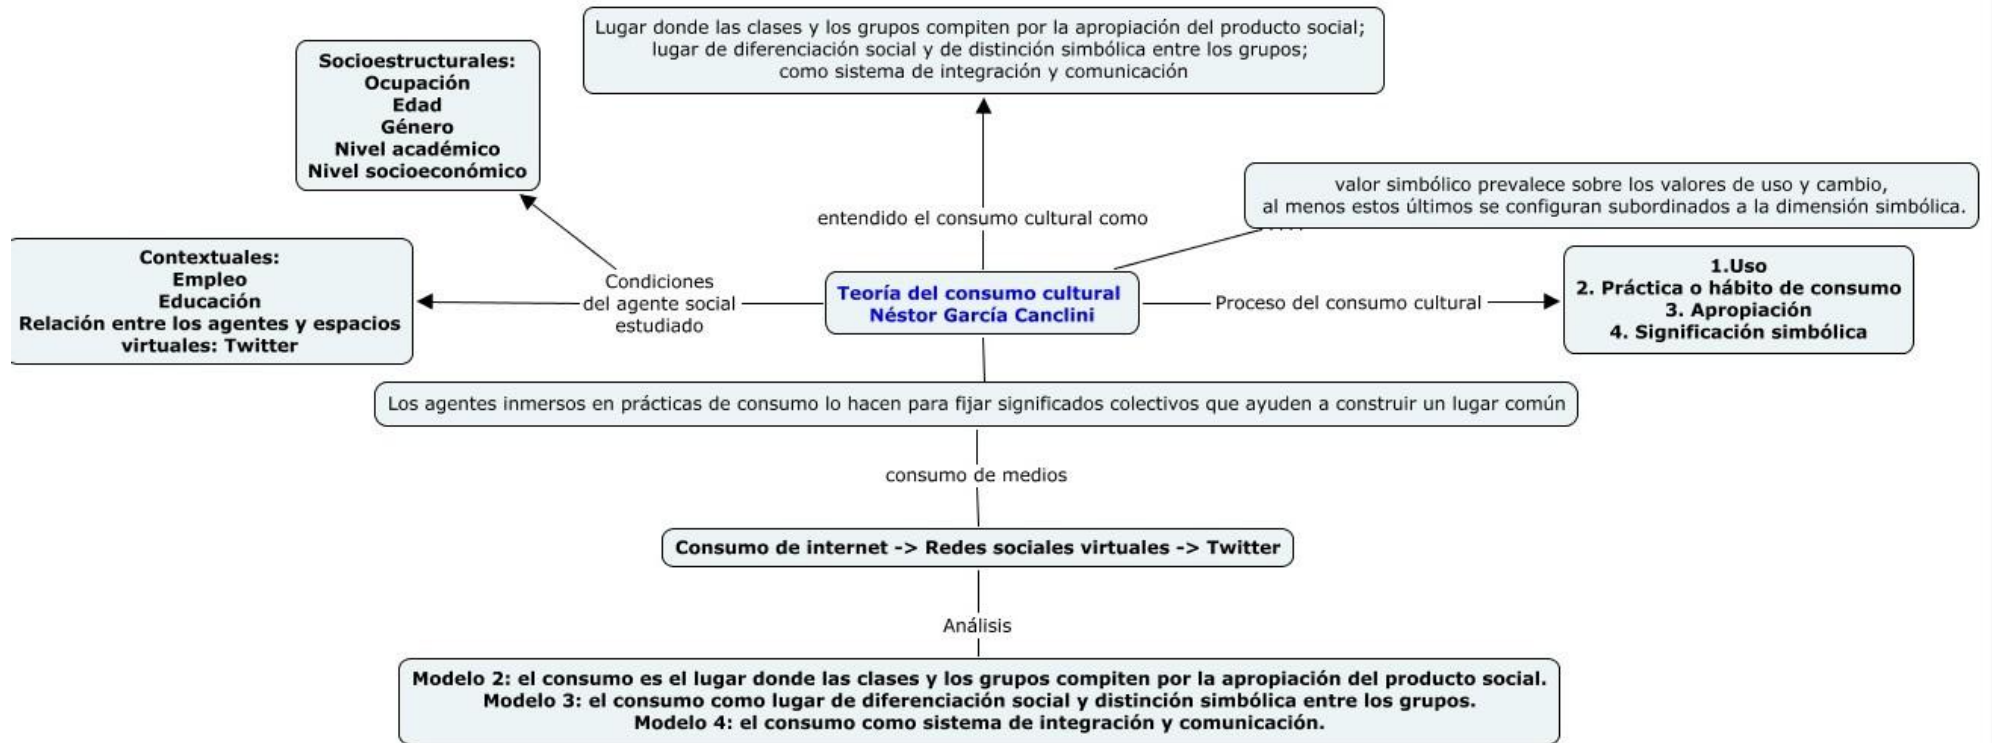 Lugar donde las clases y los grupos compiten por la apropiación del producto social;
lugar de diferenciación social y de distinción simbólica entre los grupos;
como sistema de integración y comunicación
Socioestructurales:
Ocupación
Edad
Género
Nivel académico
Nivel socioeconómico
valor simbólico prevalece sobre los valores de uso y cambio,
al menos estos últimos se configuran subordinados a la dimensión simbólica.
entendido el consumo cultural como
Contextuales:
Empleo
Educación
Relación entre los agentes y espacios
virtuales: Twitter
Condiciones
del agente social
estudiado
Teoría del consumo cultural
Néstor García Canclini
Proceso del consumo cultural
1.Uso
2. Práctica o hábito de consumo
3. Apropiación
4. Significación simbólica
Los agentes inmersos en prácticas de consumo lo hacen para fijar significados colectivos que ayuden a construir un lugar común
consumo de medios
Consumo de internet -> Redes sociales virtuales -> Twitter
Análisis
Modelo 2: el consumo es el lugar donde las clases y los grupos compiten por la apropiación del producto social.
Modelo 3: el consumo como lugar de diferenciación social y distinción simbólica entre los grupos.
Modelo 4: el consumo como sistema de integración y comunicación.